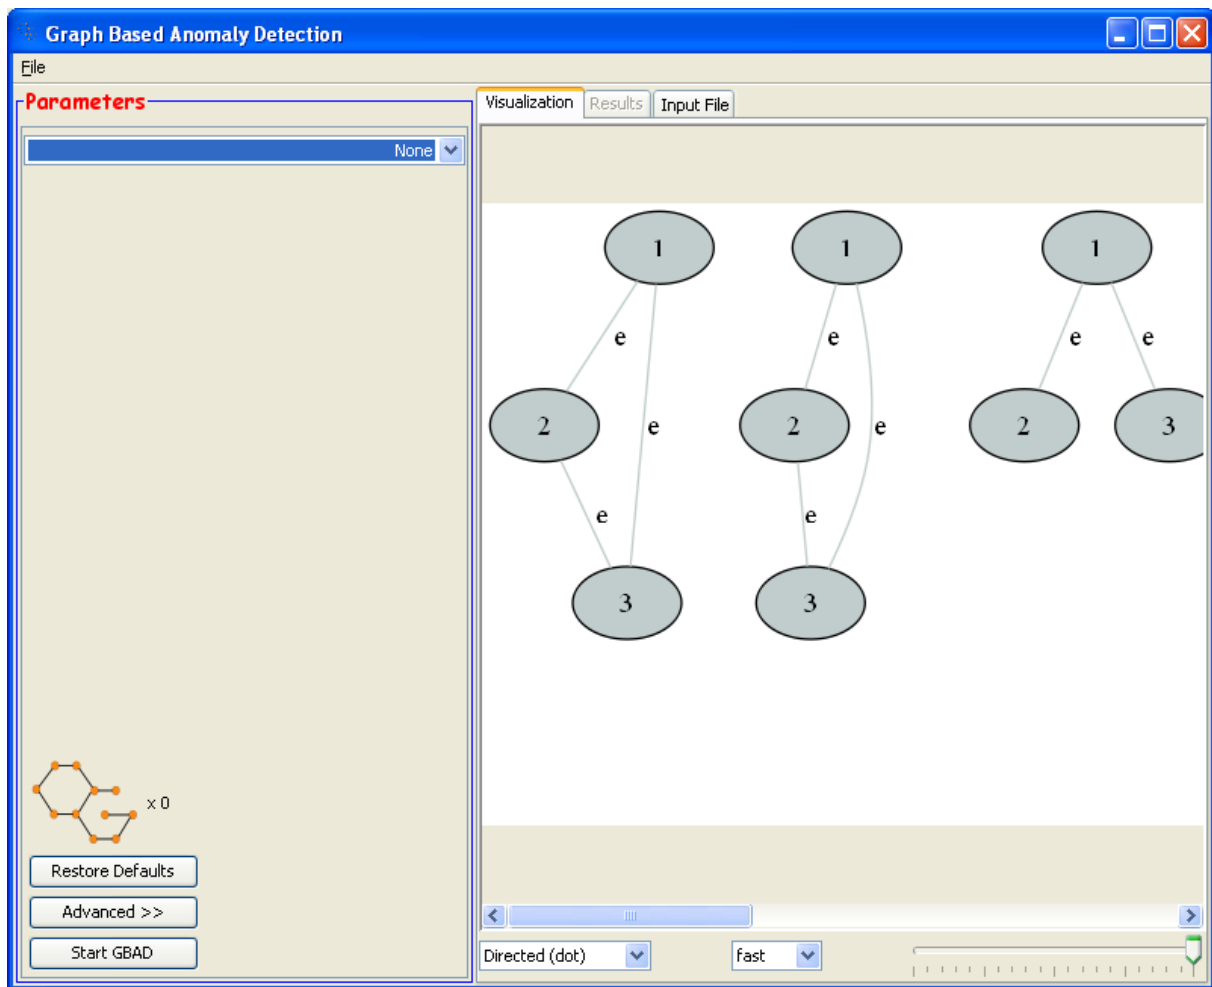 Graph Based Anomaly Detection
File
Parameters
Visualization Results Input File
None
1 1 1
e e e e
2 e 2 e 2 3
e e
3 3
x 0
Restore Defaults
Advanced >>
Start GBAD
Directed (dot) fast